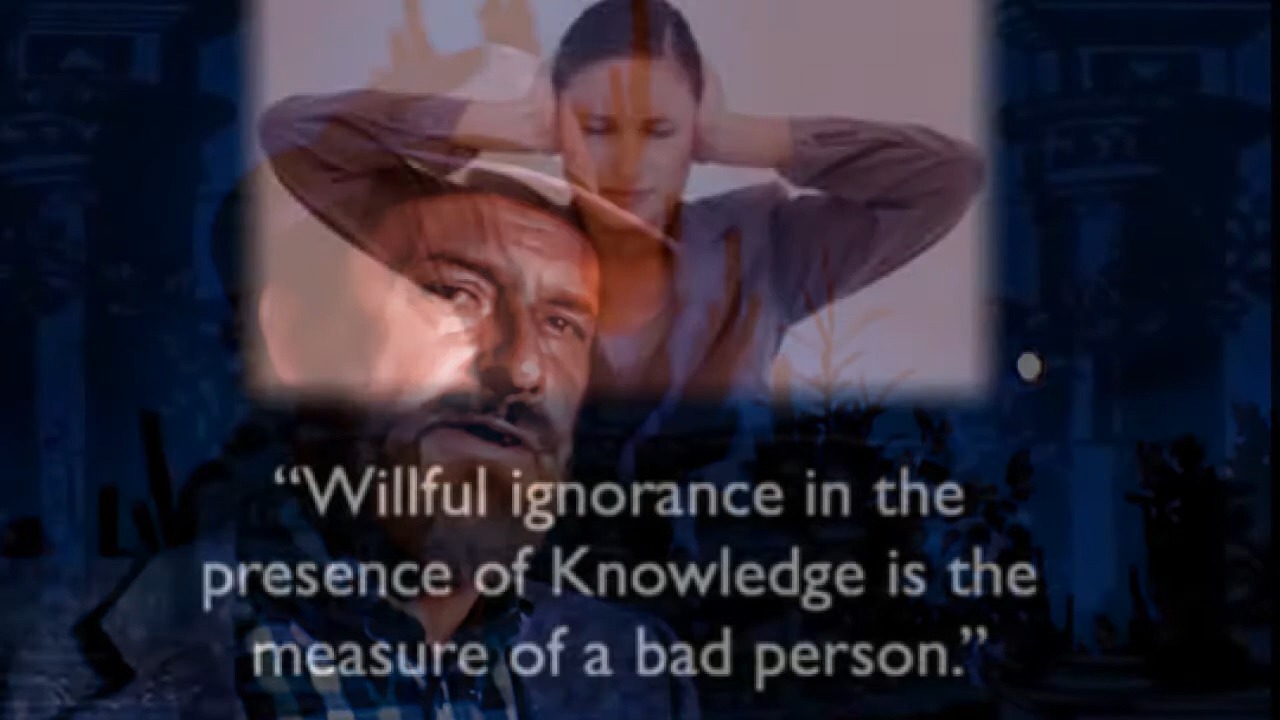 “Willful ignorance in the
presence of Knowledge is the
measure of a bad person.”